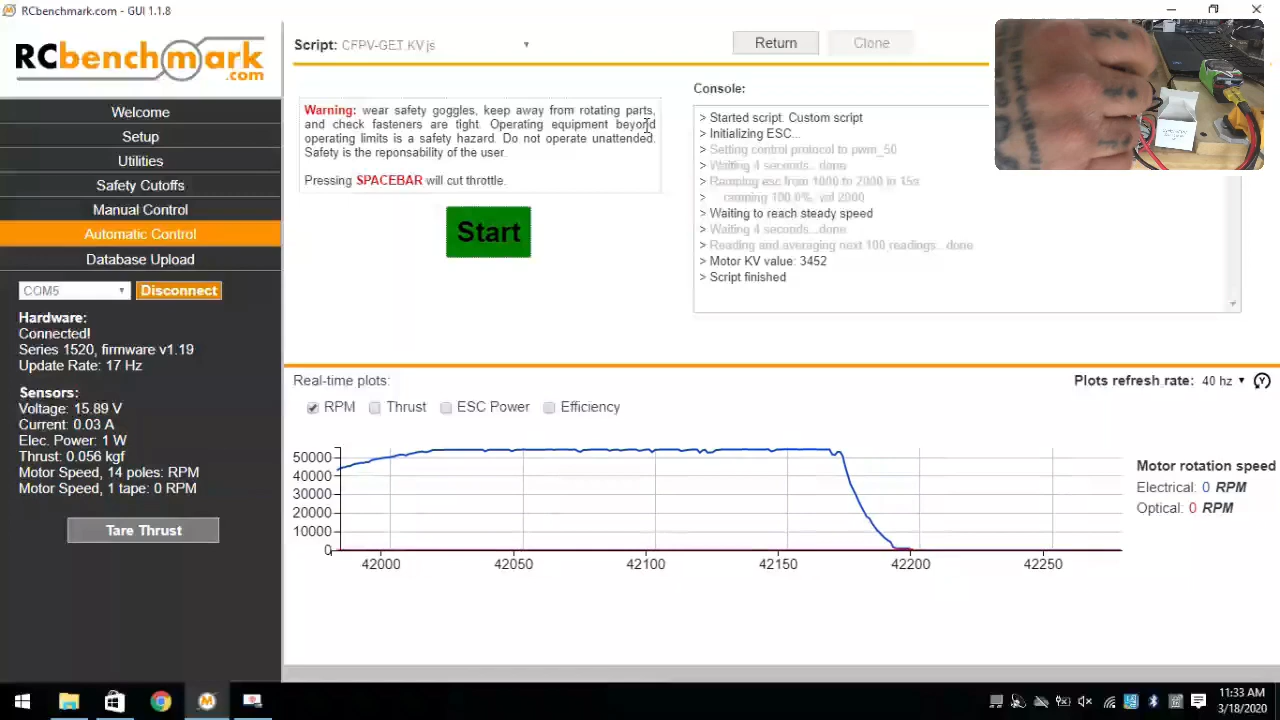 RCbenchmark.com - GUI 1.1.8
RCbenchmark
.com
Welcome
Setup
Utilities
Safety Cutoffs
Manual Control
Automatic Control
Database Upload
COM5
Disconnect
Hardware:
Connected!
Series 1520, firmware v1.19
Update Rate: 17 Hz
Sensors:
Voltage: 15.89 V
Current: 0.03 A
Elec. Power: 1 W
Thrust: 0.056 kgf
Motor Speed, 14 poles: RPM
Motor Speed, 1 tape: 0 RPM
Tare Thrust
Script: CFPV-GET KV js
Return
Clone
Warning: wear safety goggles, keep away from rotating parts,
and check fasteners are tight. Operating equipment beyond
operating limits is a safety hazard. Do not operate unattended.
Safety is the reponsability of the user.
Pressing SPACEBAR will cut throttle.
Start
Console:
> Started script. Custom script
> Initializing ESC...
> Setting control protocol to pwm_50
> Waiting 4 seconds...done
> Ramping esc from 1000 to 2000 in 15s
> ramping 100.0%, val 2000
> Waiting to reach steady speed
> Waiting 4 seconds...done
> Reading and averaging next 100 readings...done
> Motor KV value: 3452
> Script finished
Real-time plots:
Plots refresh rate: 40 hz
RPM Thrust ESC Power Efficiency
50000
40000
30000
20000
10000
0
42000 42050 42100 42150 42200 42250
Motor rotation speed
Electrical: 0 RPM
Optical: 0 RPM
11:33 AM
3/18/2020